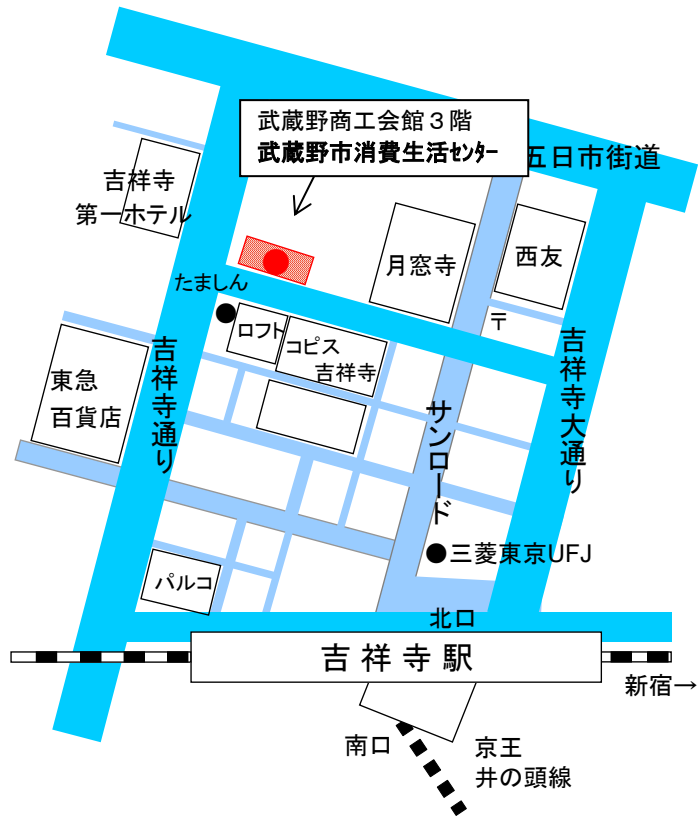 武蔵野商工会館３階
武蔵野市消費生活ｾﾝﾀｰ
五日市街道
吉祥寺
第一ホテル
月窓寺
西友
たましん
〒
ロフト
コピス
吉祥寺
東急
百貨店
吉祥寺通り
サンロード
吉祥寺大通り
三菱東京UFJ
パルコ
北口
吉祥寺駅
新宿→
南口
京王
井の頭線